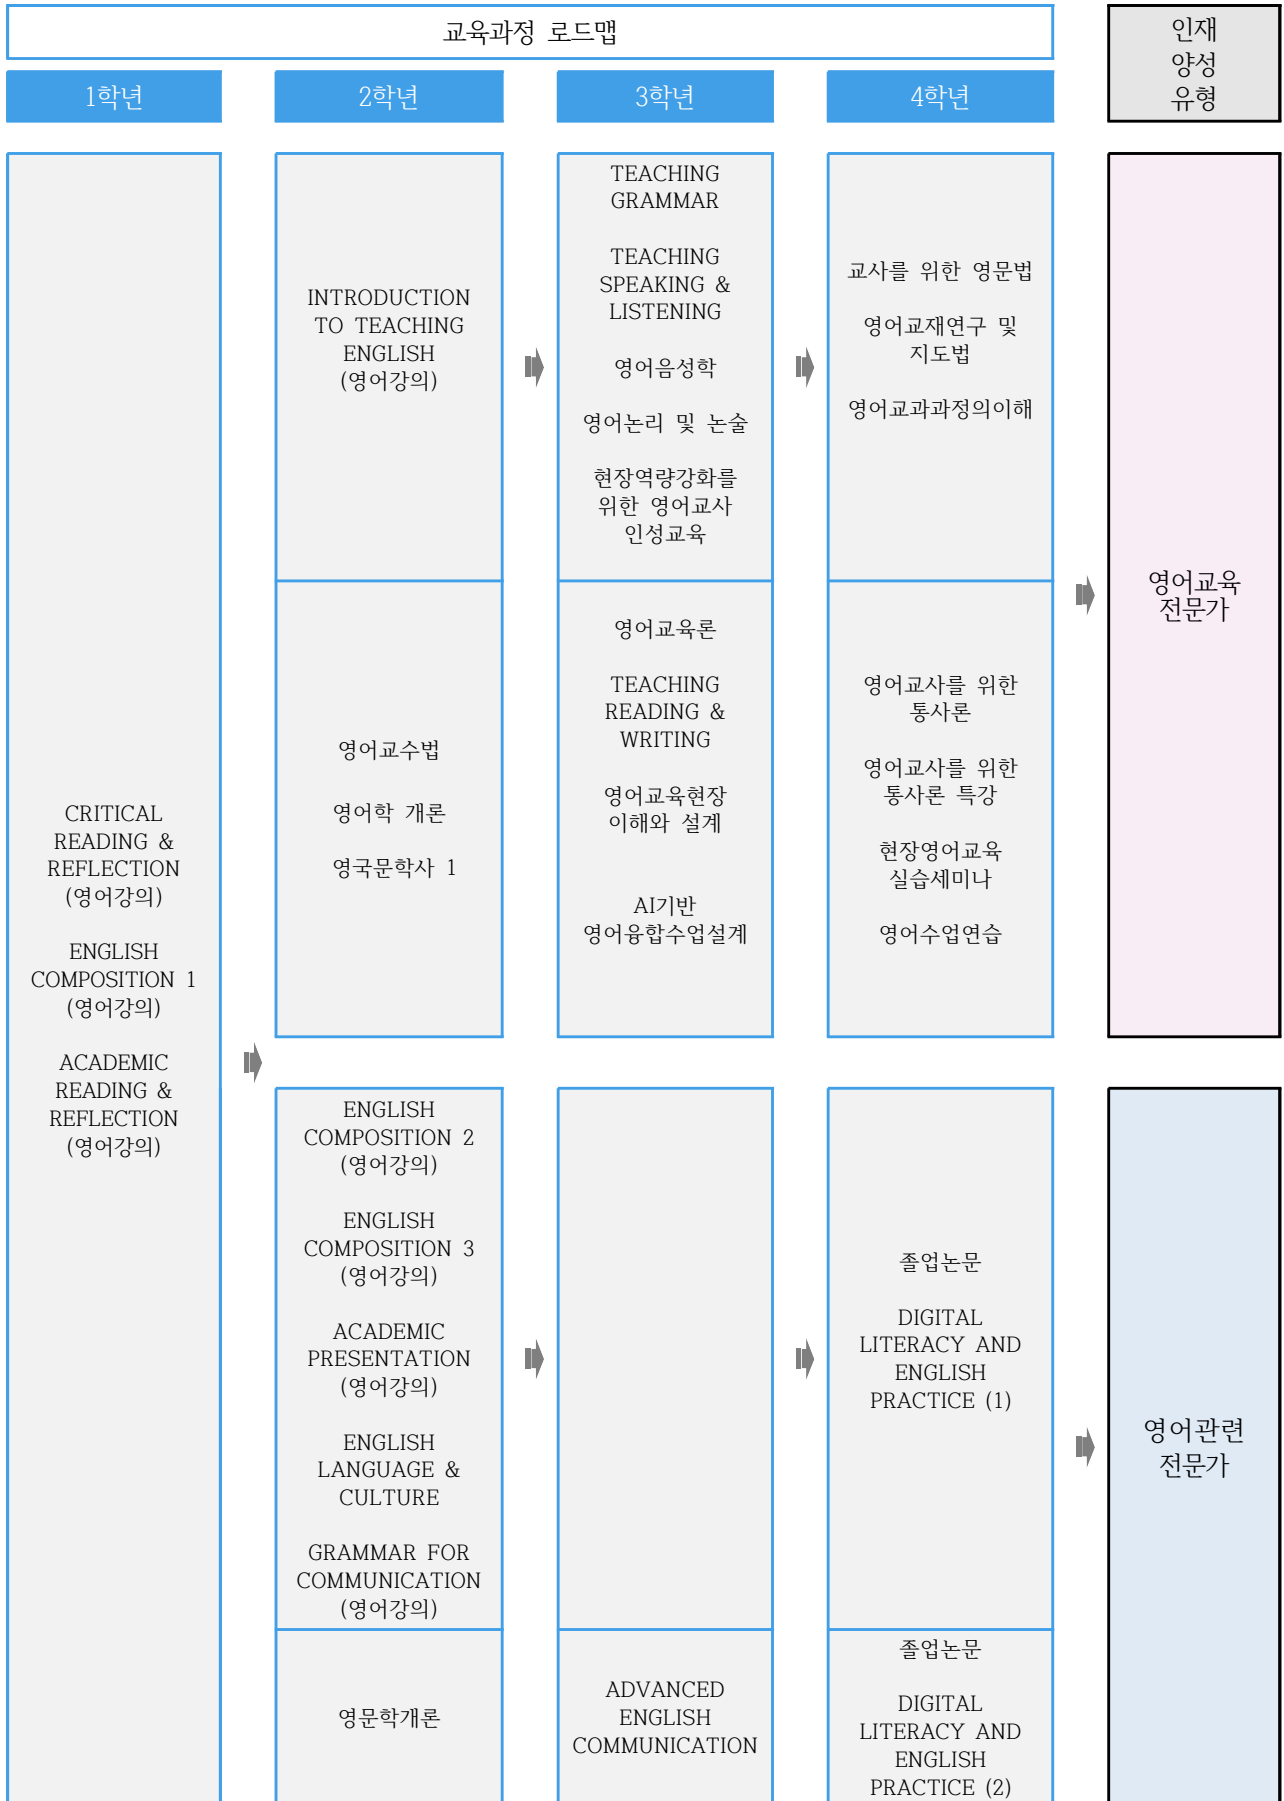 교육과정 로드맵
인재
양성
유형
1학년
2학년
3학년
4학년
CRITICAL
READING &
REFLECTION
(영어강의)
ENGLISH
COMPOSITION 1
(영어강의)
ACADEMIC
READING &
REFLECTION
(영어강의)
INTRODUCTION
TO TEACHING
ENGLISH
(영어강의)
TEACHING
GRAMMAR
TEACHING
SPEAKING &
LISTENING
영어음성학
영어논리 및 논술
현장역량강화를
위한 영어교사
인성교육
교사를 위한 영문법
영어교재연구 및
지도법
영어교과과정의이해
영어교수법
영어학 개론
영국문학사 1
영어교육론
TEACHING
READING &
WRITING
영어교육현장
이해와 설계
AI기반
영어융합수업설계
영어교사를 위한
통사론
영어교사를 위한
통사론 특강
현장영어교육
실습세미나
영어수업연습
영어교육
전문가
ENGLISH
COMPOSITION 2
(영어강의)
ENGLISH
COMPOSITION 3
(영어강의)
ACADEMIC
PRESENTATION
(영어강의)
ENGLISH
LANGUAGE &
CULTURE
GRAMMAR FOR
COMMUNICATION
(영어강의)
졸업논문
DIGITAL
LITERACY AND
ENGLISH
PRACTICE (1)
영문학개론
ADVANCED
ENGLISH
COMMUNICATION
졸업논문
DIGITAL
LITERACY AND
ENGLISH
PRACTICE (2)
영어관련
전문가